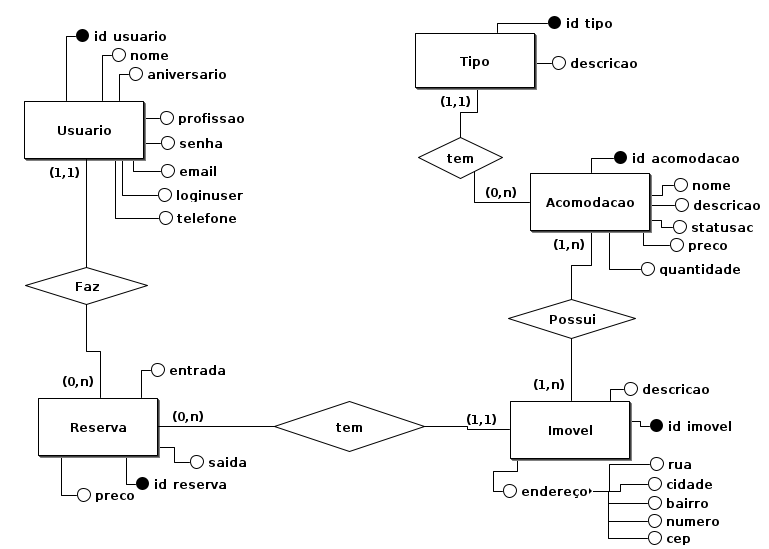 id usuario
nome
aniversario
Usuario
profissao
senha
email
loginuser
telefone
(1,1)
Faz
(0,n)
entrada
Reserva
saida
id reserva
preco
(0,n)
tem
(1,1)
id tipo
Tipo
descricao
(1,1)
tem
(0,n)
id acomodacao
Acomodacao
nome
descricao
statusac
preco
quantidade
(1,n)
Possui
(1,n)
descricao
Imovel
id imovel
endereço
rua
cidade
bairro
numero
cep